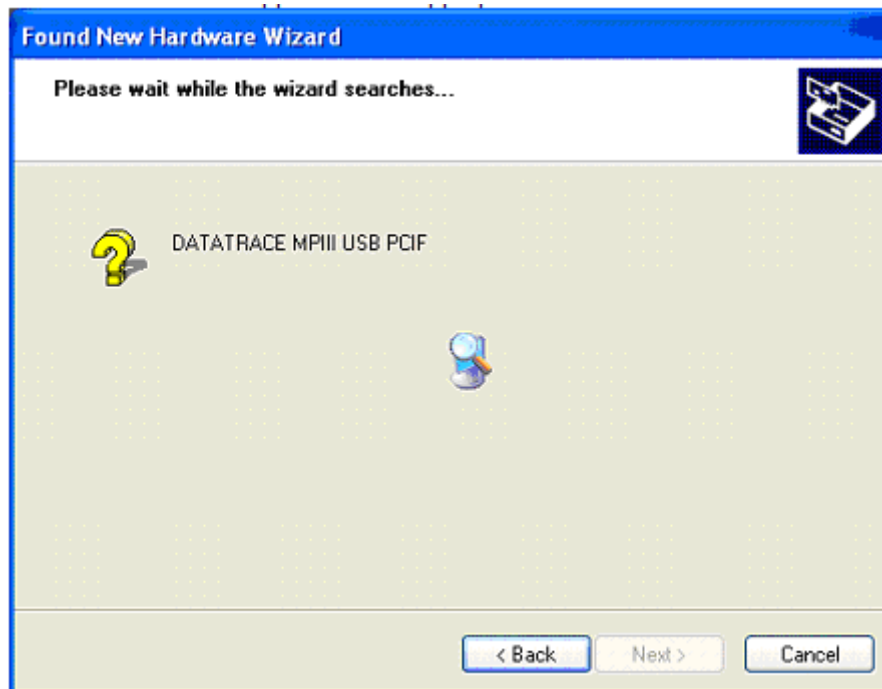 Found New Hardware Wizard
Please wait while the wizard searches...
DATATRACE MPIII USB PCIF
< Back
Next >
Cancel